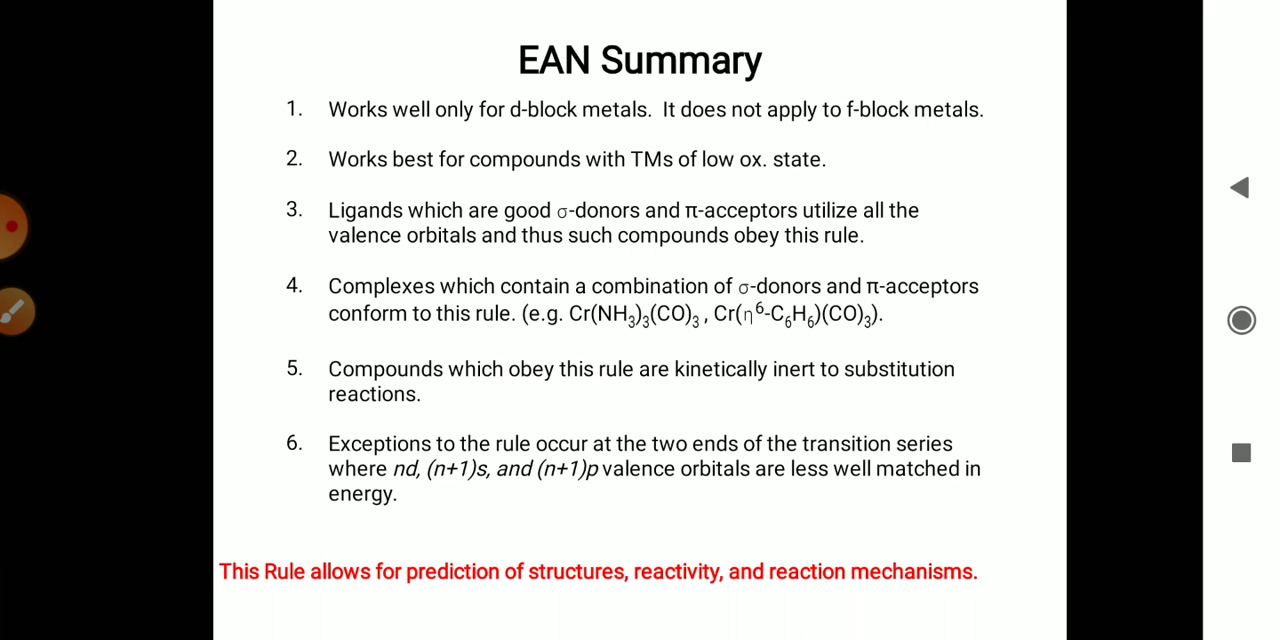 EAN Summary
1. Works well only for d-block metals. It does not apply to f-block metals.
2. Works best for compounds with TMs of low ox. state.
3. Ligands which are good σ-donors and π-acceptors utilize all the
valence orbitals and thus such compounds obey this rule.
4. Complexes which contain a combination of σ-donors and π-acceptors
conform to this rule. (e.g. Cr(NH₃)₃(CO)₃ , Cr(η⁶-C₆H₆)(CO)₃).
5. Compounds which obey this rule are kinetically inert to substitution
reactions.
6. Exceptions to the rule occur at the two ends of the transition series
where nd, (n+1)s, and (n+1)p valence orbitals are less well matched in
energy.
This Rule allows for prediction of structures, reactivity, and reaction mechanisms.